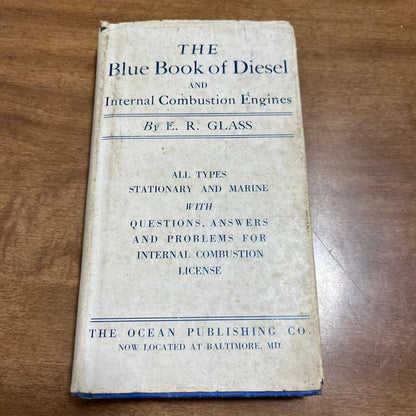 THE
Blue Book of Diesel
AND
Internal Combustion Engines
By E. R. GLASS
ALL TYPES
STATIONARY AND MARINE
WITH
QUESTIONS, ANSWERS
AND PROBLEMS FOR
INTERNAL COMBUSTION
LICENSE
THE OCEAN PUBLISHING CO.
NOW LOCATED AT BALTIMORE, MD.